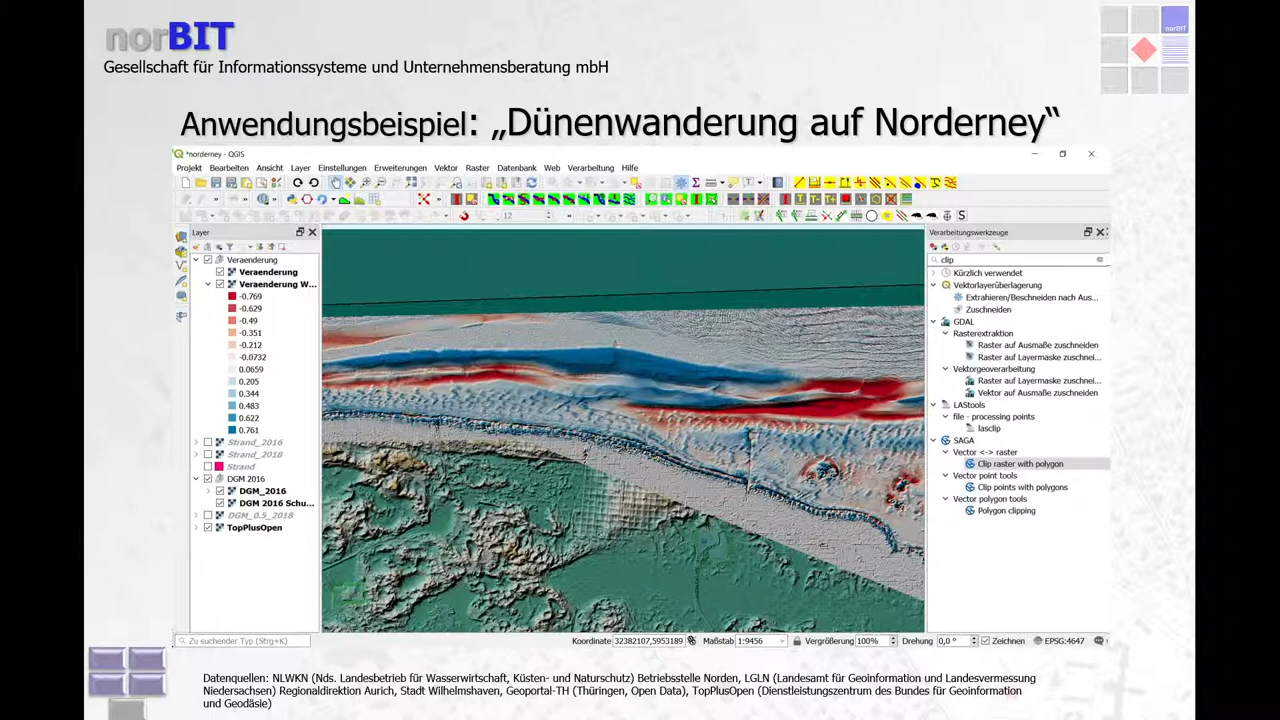 norBIT
norBIT
Gesellschaft für Informationssysteme und Unternehmensberatung mbH
Anwendungsbeispiel: „Dünenwanderung auf Norderney“
*norderney - QGIS
Projekt Bearbeiten Ansicht Layer Einstellungen Erweiterungen Vektor Raster Datenbank Web Verarbeitung Hilfe
12
Layer
Veraenderung
Veraenderung
Veraenderung W...
-0.769
-0.629
-0.49
-0.351
-0.212
-0.0732
0.0659
0.205
0.344
0.483
0.622
0.761
Strand_2016
Strand_2018
Strand
DGM 2016
DGM_2016
DGM 2016 Schu...
DGM_0.5_2018
TopPlusOpen
Verarbeitungswerkzeuge
clip
Kürzlich verwendet
Vektorlayerüberlagerung
Extrahieren/Beschneiden nach Aus...
Zuschneiden
GDAL
Rasterextraktion
Raster auf Ausmaße zuschneiden
Raster auf Layermaske zuschnei...
Vektorgeoverarbeitung
Raster auf Layermaske zuschnei...
Vektor auf Ausmaße zuschneiden
LAStools
file - processing points
lasclip
SAGA
Vector <-> raster
Clip raster with polygon
Vector point tools
Clip points with polygons
Vector polygon tools
Polygon clipping
Zu suchender Typ (Strg+K)
Koordinate 32382107,5953189 Maßstab 1:9456 Vergrößerung 100% Drehung 0,0 ° Zeichnen EPSG:4647
Datenquellen: NLWKN (Nds. Landesbetrieb für Wasserwirtschaft, Küsten- und Naturschutz) Betriebsstelle Norden, LGLN (Landesamt für Geoinformation und Landesvermessung
Niedersachsen) Regionaldirektion Aurich, Stadt Wilhelmshaven, Geoportal-TH (Thüringen, Open Data), TopPlusOpen (Dienstleistungszentrum des Bundes für Geoinformation
und Geodäsie)